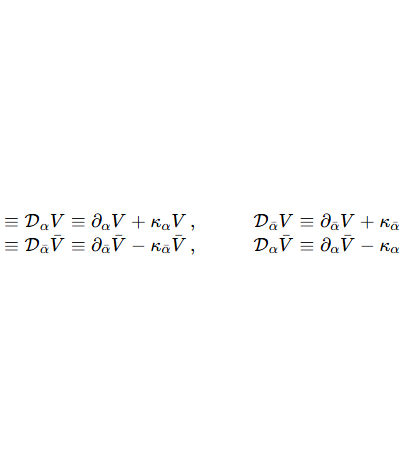 ≡ 𝒟_α V ≡ ∂_α V + κ_α V , 𝒟_ᾱ V ≡ ∂_ᾱ V + κ_ᾱ
≡ 𝒟_ᾱ V̄ ≡ ∂_ᾱ V̄ − κ_ᾱ V̄ , 𝒟_α V̄ ≡ ∂_α V̄ − κ_α